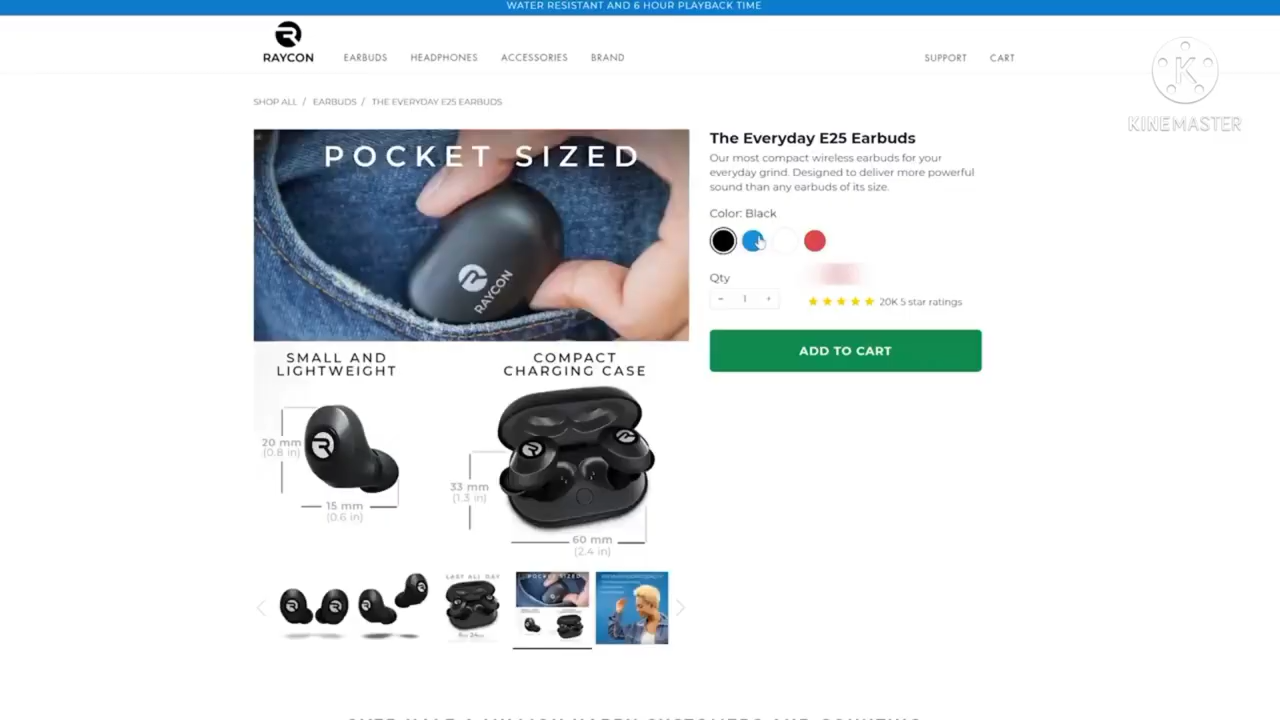 WATER RESISTANT AND 6 HOUR PLAYBACK TIME
RAYCON
EARBUDS
HEADPHONES
ACCESSORIES
BRAND
SUPPORT
CART
KINEMASTER
SHOP ALL / EARBUDS / THE EVERYDAY E25 EARBUDS
POCKET SIZED
RAYCON
SMALL AND
LIGHTWEIGHT
20 mm
(0.8 in)
15 mm
(0.6 in)
COMPACT
CHARGING CASE
33 mm
(1.3 in)
60 mm
(2.4 in)
The Everyday E25 Earbuds
Our most compact wireless earbuds for your
everyday grind. Designed to deliver more powerful
sound than any earbuds of its size.
Color: Black
Qty
- 1 +
20K 5 star ratings
ADD TO CART
LAST ALL DAY
POCKET SIZED